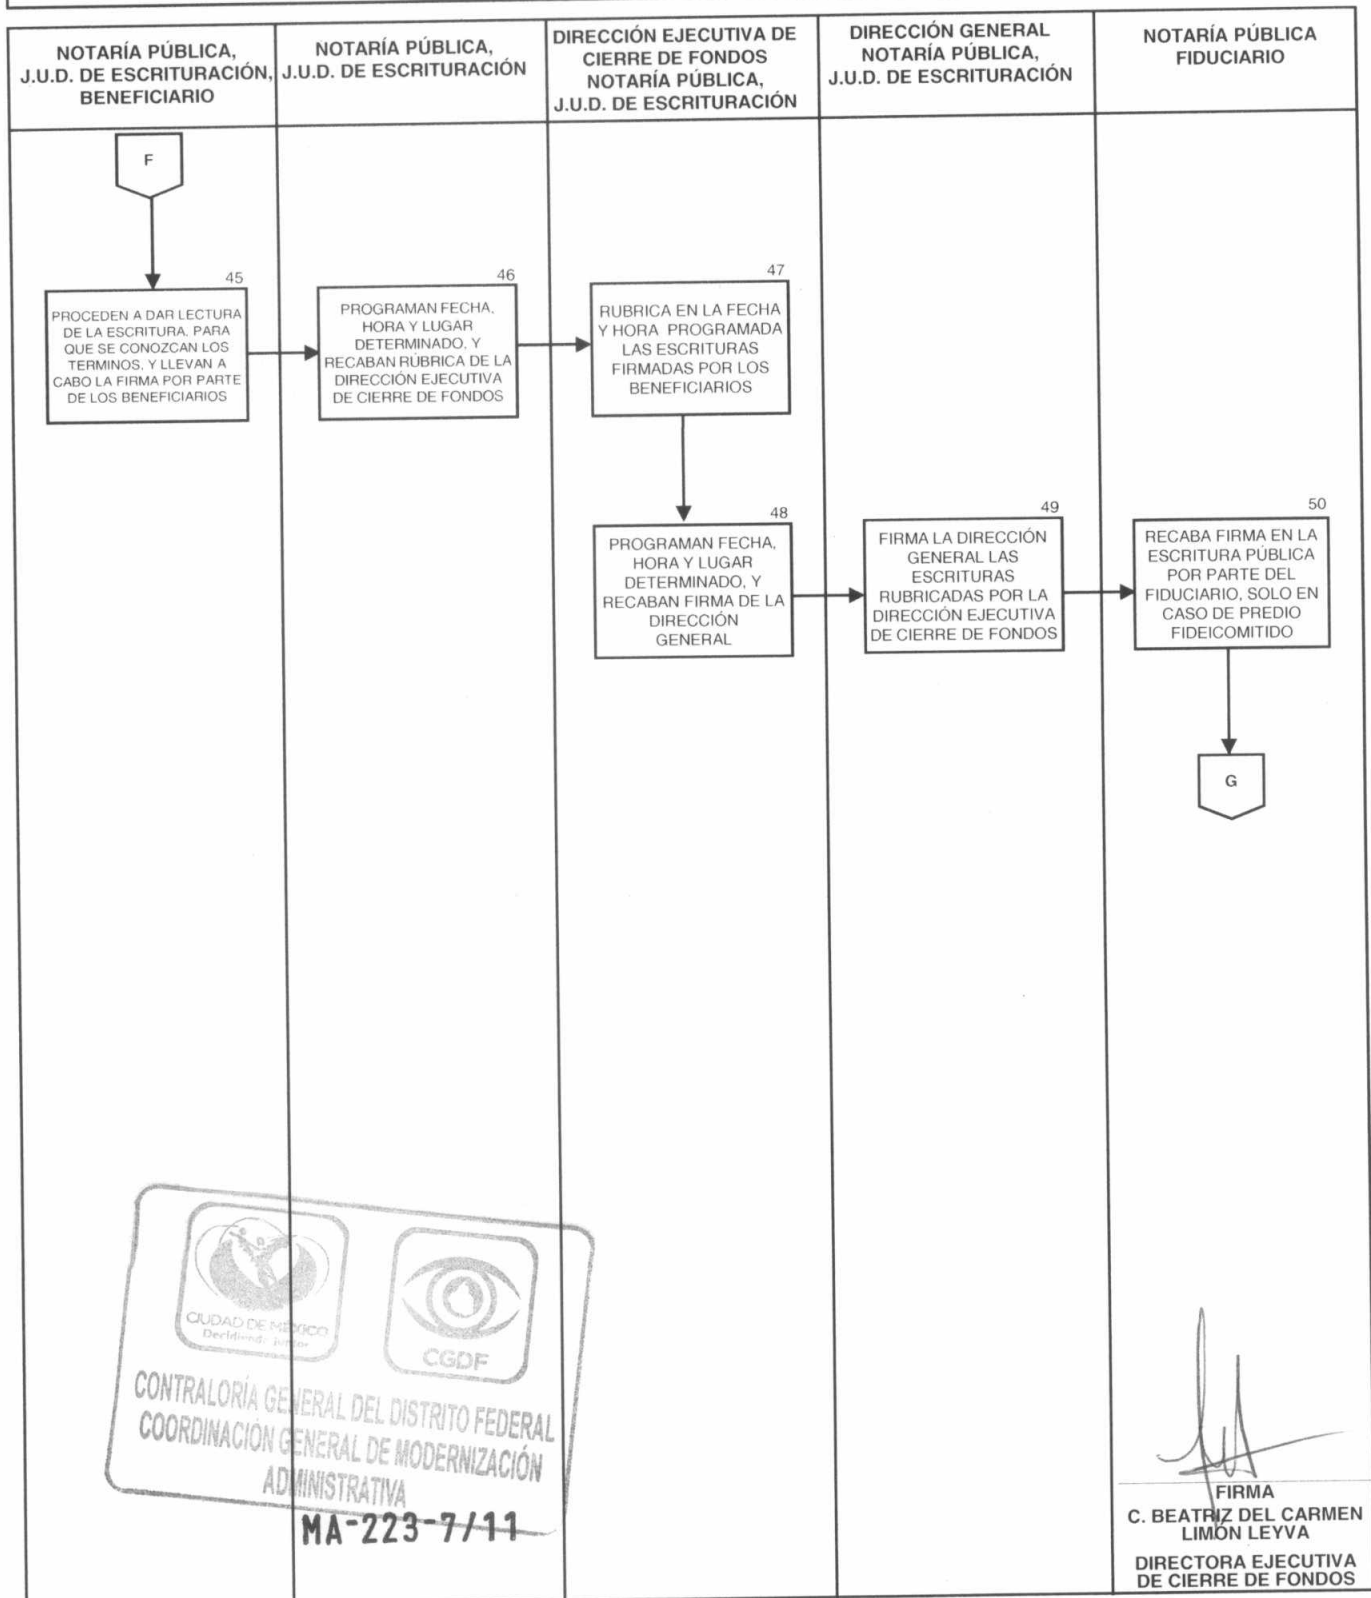 NOTARÍA PÚBLICA,
J.U.D. DE ESCRITURACIÓN,
BENEFICIARIO
NOTARÍA PÚBLICA,
J.U.D. DE ESCRITURACIÓN
DIRECCIÓN EJECUTIVA DE
CIERRE DE FONDOS
NOTARÍA PÚBLICA,
J.U.D. DE ESCRITURACIÓN
DIRECCIÓN GENERAL
NOTARÍA PÚBLICA,
J.U.D. DE ESCRITURACIÓN
NOTARÍA PÚBLICA
FIDUCIARIO
F
45
PROCEDEN A DAR LECTURA
DE LA ESCRITURA, PARA
QUE SE CONOZCAN LOS
TERMINOS, Y LLEVAN A
CABO LA FIRMA POR PARTE
DE LOS BENEFICIARIOS
46
PROGRAMAN FECHA,
HORA Y LUGAR
DETERMINADO, Y
RECABAN RÚBRICA DE LA
DIRECCIÓN EJECUTIVA
DE CIERRE DE FONDOS
47
RUBRICA EN LA FECHA
Y HORA PROGRAMADA
LAS ESCRITURAS
FIRMADAS POR LOS
BENEFICIARIOS
48
PROGRAMAN FECHA,
HORA Y LUGAR
DETERMINADO, Y
RECABAN FIRMA DE LA
DIRECCIÓN
GENERAL
49
FIRMA LA DIRECCIÓN
GENERAL LAS
ESCRITURAS
RUBRICADAS POR LA
DIRECCIÓN EJECUTIVA
DE CIERRE DE FONDOS
50
RECABA FIRMA EN LA
ESCRITURA PÚBLICA
POR PARTE DEL
FIDUCIARIO, SOLO EN
CASO DE PREDIO
FIDEICOMITIDO
G
CIUDAD DE MÉXICO
Decidiendo juntos
CGDF
CONTRALORÍA GENERAL DEL DISTRITO FEDERAL
COORDINACIÓN GENERAL DE MODERNIZACIÓN
ADMINISTRATIVA
MA-223-7/11
FIRMA
C. BEATRIZ DEL CARMEN
LIMÓN LEYVA
DIRECTORA EJECUTIVA
DE CIERRE DE FONDOS